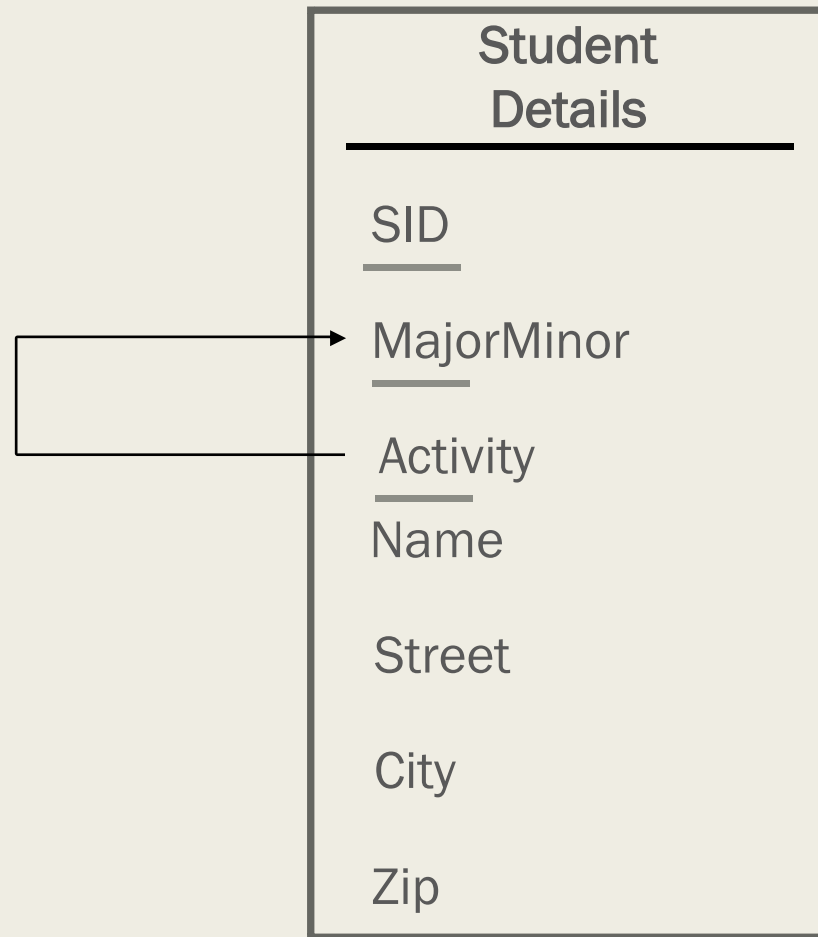 Student
Details
SID
MajorMinor
Activity
Name
Street
City
Zip